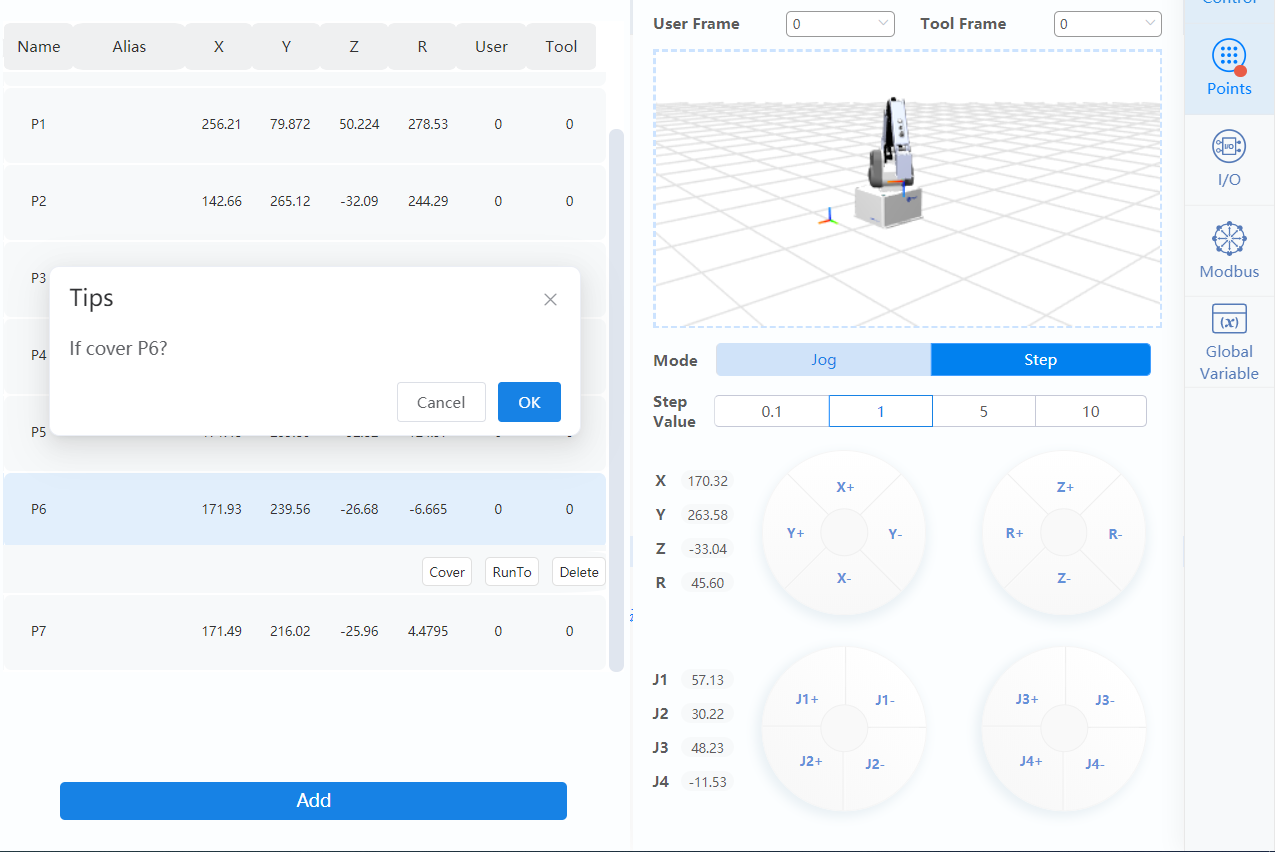 Name Alias X Y Z R User Tool
P1 256.21 79.872 50.224 278.53 0 0
P2 142.66 265.12 -32.09 244.29 0 0
P3
Tips
If cover P6?
P4
Cancel OK
P5
P6 171.93 239.56 -26.68 -6.665 0 0
Cover RunTo Delete
P7 171.49 216.02 -25.96 4.4795 0 0
Add
User Frame 0 Tool Frame 0
Mode Jog Step
Step Value 0.1 1 5 10
X 170.32
Y 263.58
Z -33.04
R 45.60
X+
Y+ Y-
X-
Z+
R+ R-
Z-
J1 57.13
J2 30.22
J3 48.23
J4 -11.53
J1+ J1-
J2+ J2-
J3+ J3-
J4+ J4-
Points
I/O
I/O
Modbus
(x)
Global
Variable